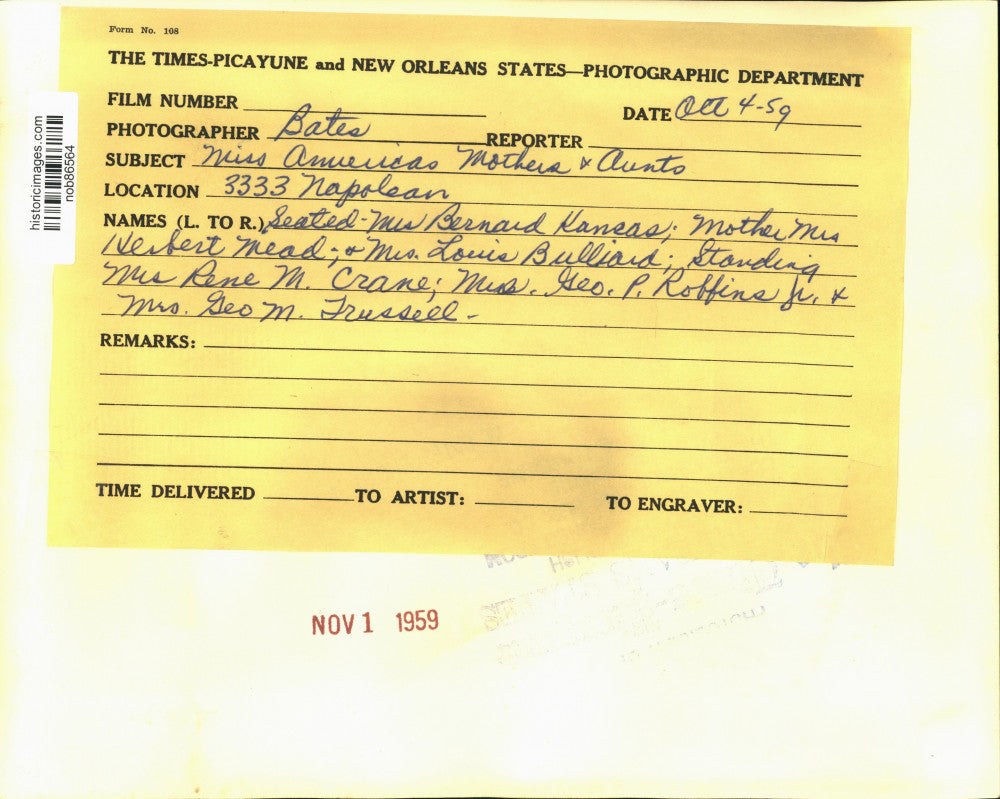 Form No. 108
THE TIMES-PICAYUNE and NEW ORLEANS STATES—PHOTOGRAPHIC DEPARTMENT
FILM NUMBER
DATE Oct 4-59
PHOTOGRAPHER Bates REPORTER
SUBJECT Miss Americas Mothers & Aunts
LOCATION 3333 Napolean
NAMES (L. TO R.) Seated-Mrs Bernard Kansas; Mother Mrs
Herbert Mead; & Mrs. Louis Bulliard; Standing
Mrs Rene M. Crane; Mrs. Geo. P. Robbins Jr. &
Mrs. Geo M. Trussell -
REMARKS:
TIME DELIVERED TO ARTIST: TO ENGRAVER:
NOV 1 1959
historicimages.com
nob86564